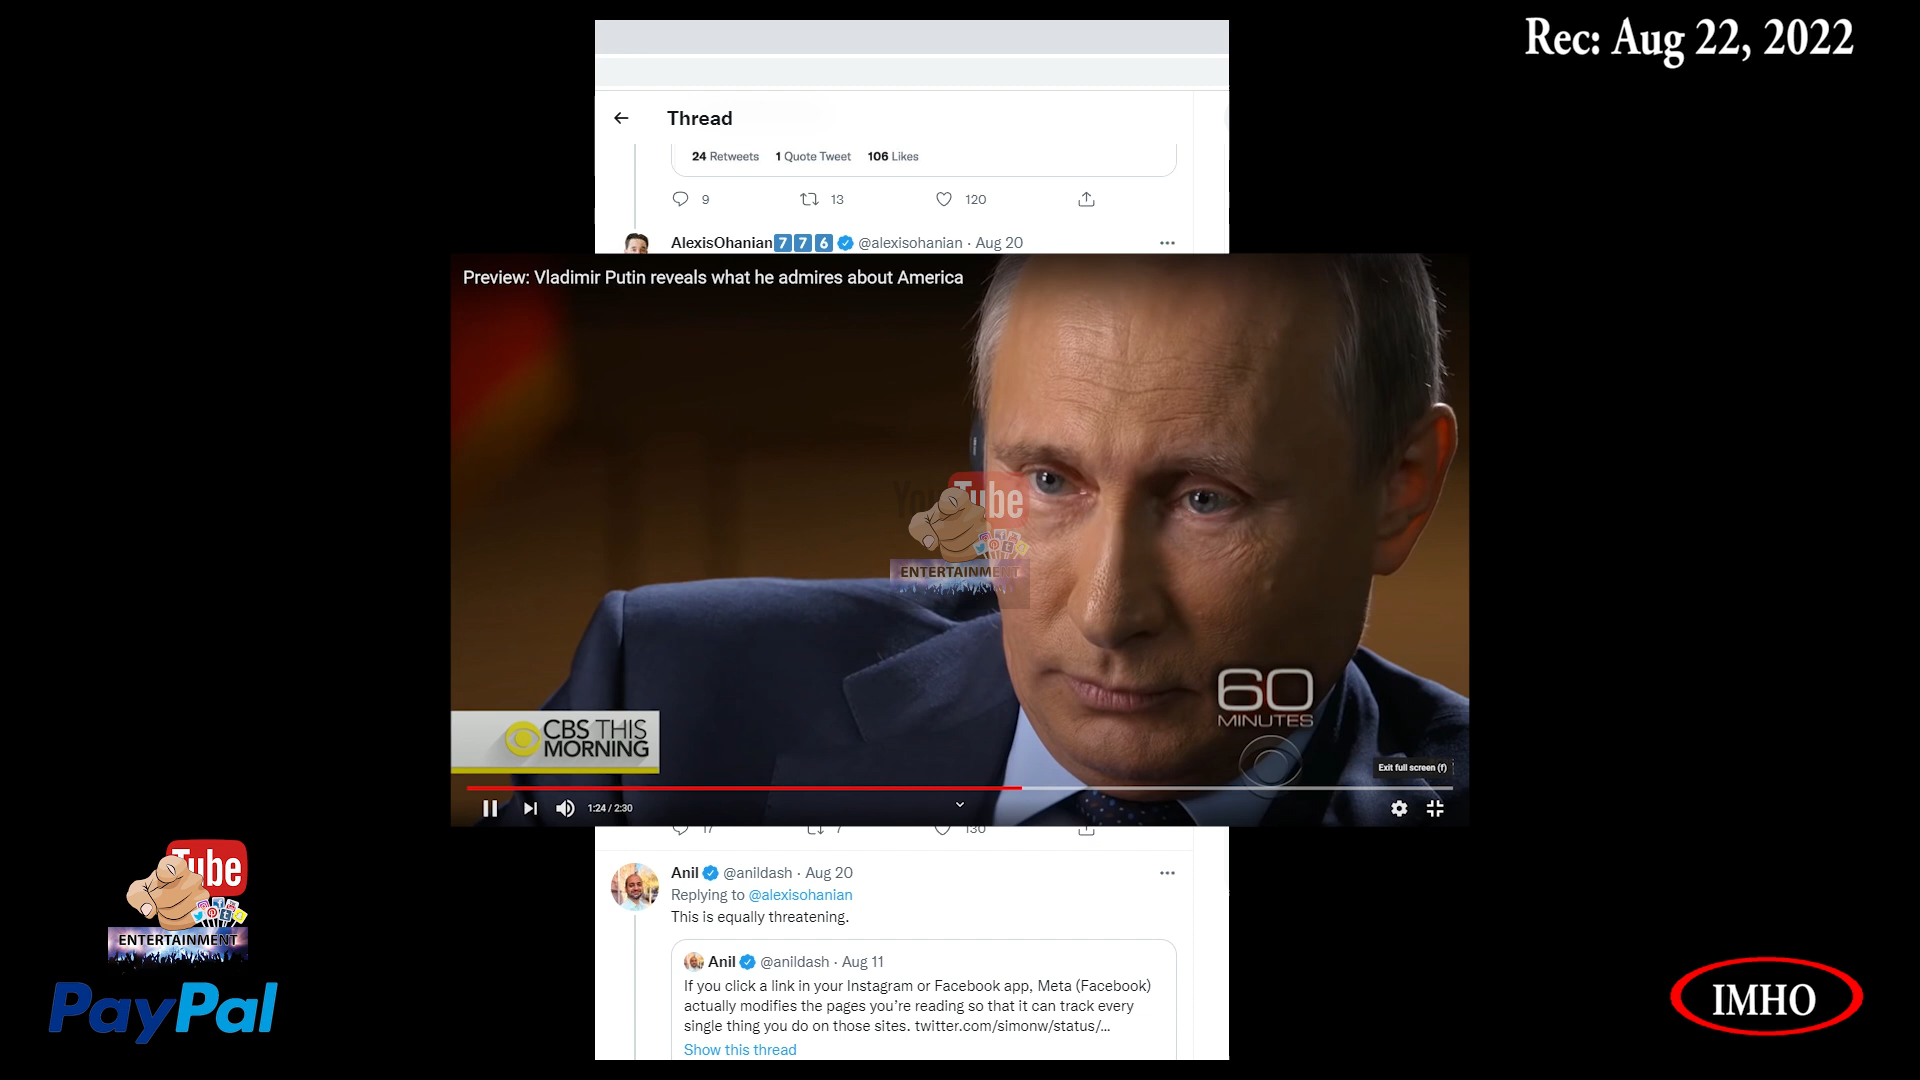 Rec: Aug 22, 2022
Thread
24 Retweets 1 Quote Tweet 106 Likes
9 13 120
AlexisOhanian 7 7 6 @alexisohanian · Aug 20
Preview: Vladimir Putin reveals what he admires about America
YouTube
ENTERTAINMENT
60
MINUTES
CBS THIS
MORNING
Exit full screen (f)
1:24 / 2:30
17 7 130
Anil @anildash · Aug 20
Replying to @alexisohanian
This is equally threatening.
Anil @anildash · Aug 11
If you click a link in your Instagram or Facebook app, Meta (Facebook)
actually modifies the pages you're reading so that it can track every
single thing you do on those sites. twitter.com/simonw/status/...
Show this thread
Tube
ENTERTAINMENT
PayPal
IMHO